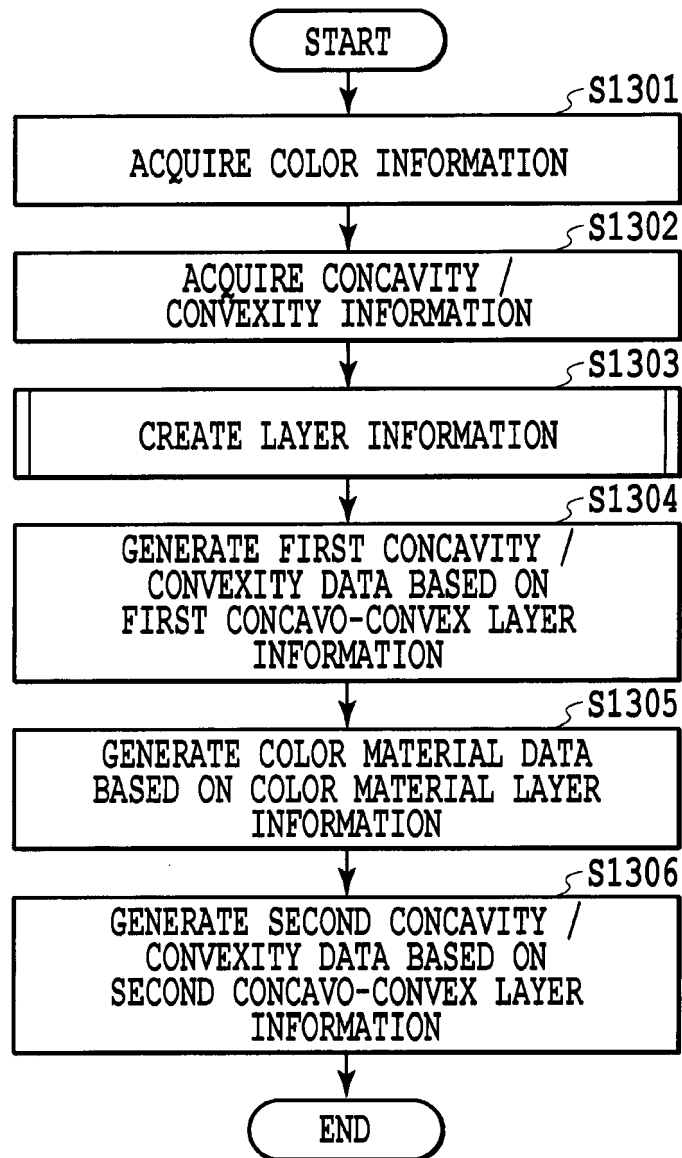 START
S1301
ACQUIRE COLOR INFORMATION
S1302
ACQUIRE CONCAVITY /
CONVEXITY INFORMATION
S1303
CREATE LAYER INFORMATION
S1304
GENERATE FIRST CONCAVITY /
CONVEXITY DATA BASED ON
FIRST CONCAVO-CONVEX LAYER
INFORMATION
S1305
GENERATE COLOR MATERIAL DATA
BASED ON COLOR MATERIAL LAYER
INFORMATION
S1306
GENERATE SECOND CONCAVITY /
CONVEXITY DATA BASED ON
SECOND CONCAVO-CONVEX LAYER
INFORMATION
END